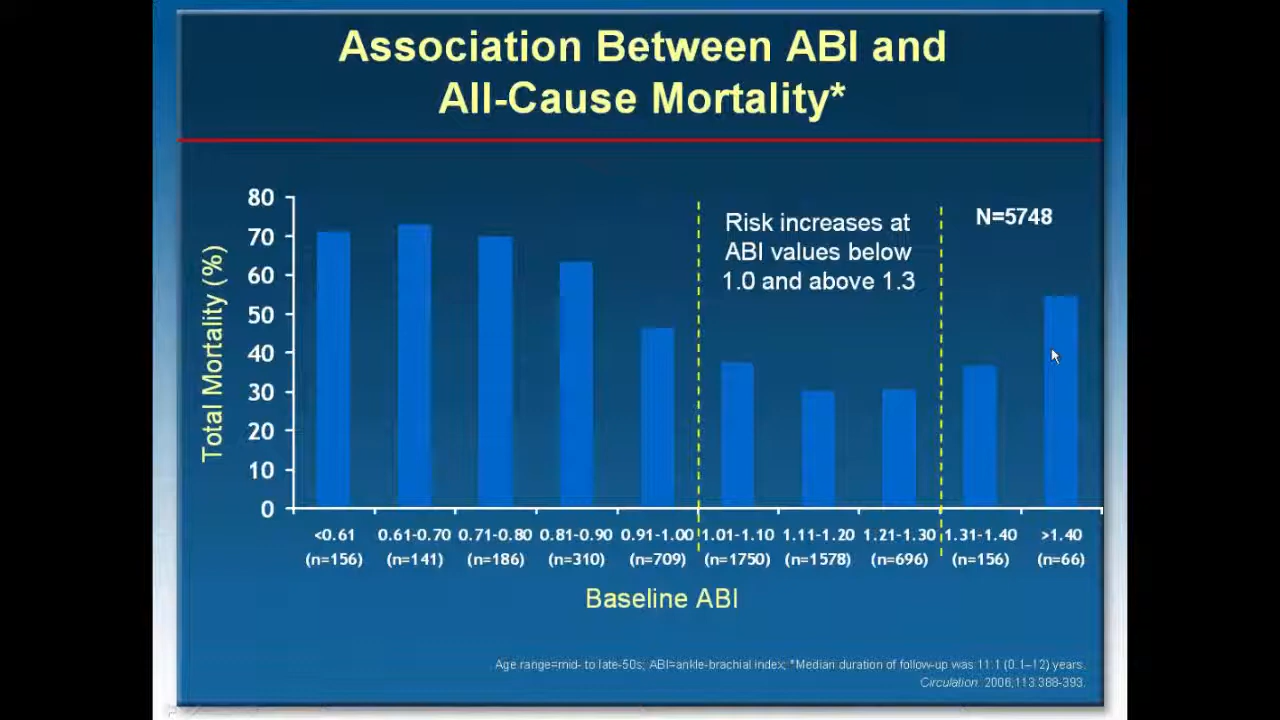 Association Between ABI and
All-Cause Mortality*
80
70
60
50
40
30
20
10
0
Total Mortality (%)
Risk increases at
ABI values below
1.0 and above 1.3
N=5748
<0.61 0.61-0.70 0.71-0.80 0.81-0.90 0.91-1.00 1.01-1.10 1.11-1.20 1.21-1.30 1.31-1.40 >1.40
(n=156) (n=141) (n=186) (n=310) (n=709) (n=1750) (n=1578) (n=696) (n=156) (n=66)
Baseline ABI
Age range=mid- to late-50s; ABI=ankle-brachial index; *Median duration of follow-up was 11.1 (0.1–12) years.
Circulation. 2006;113:388-393.